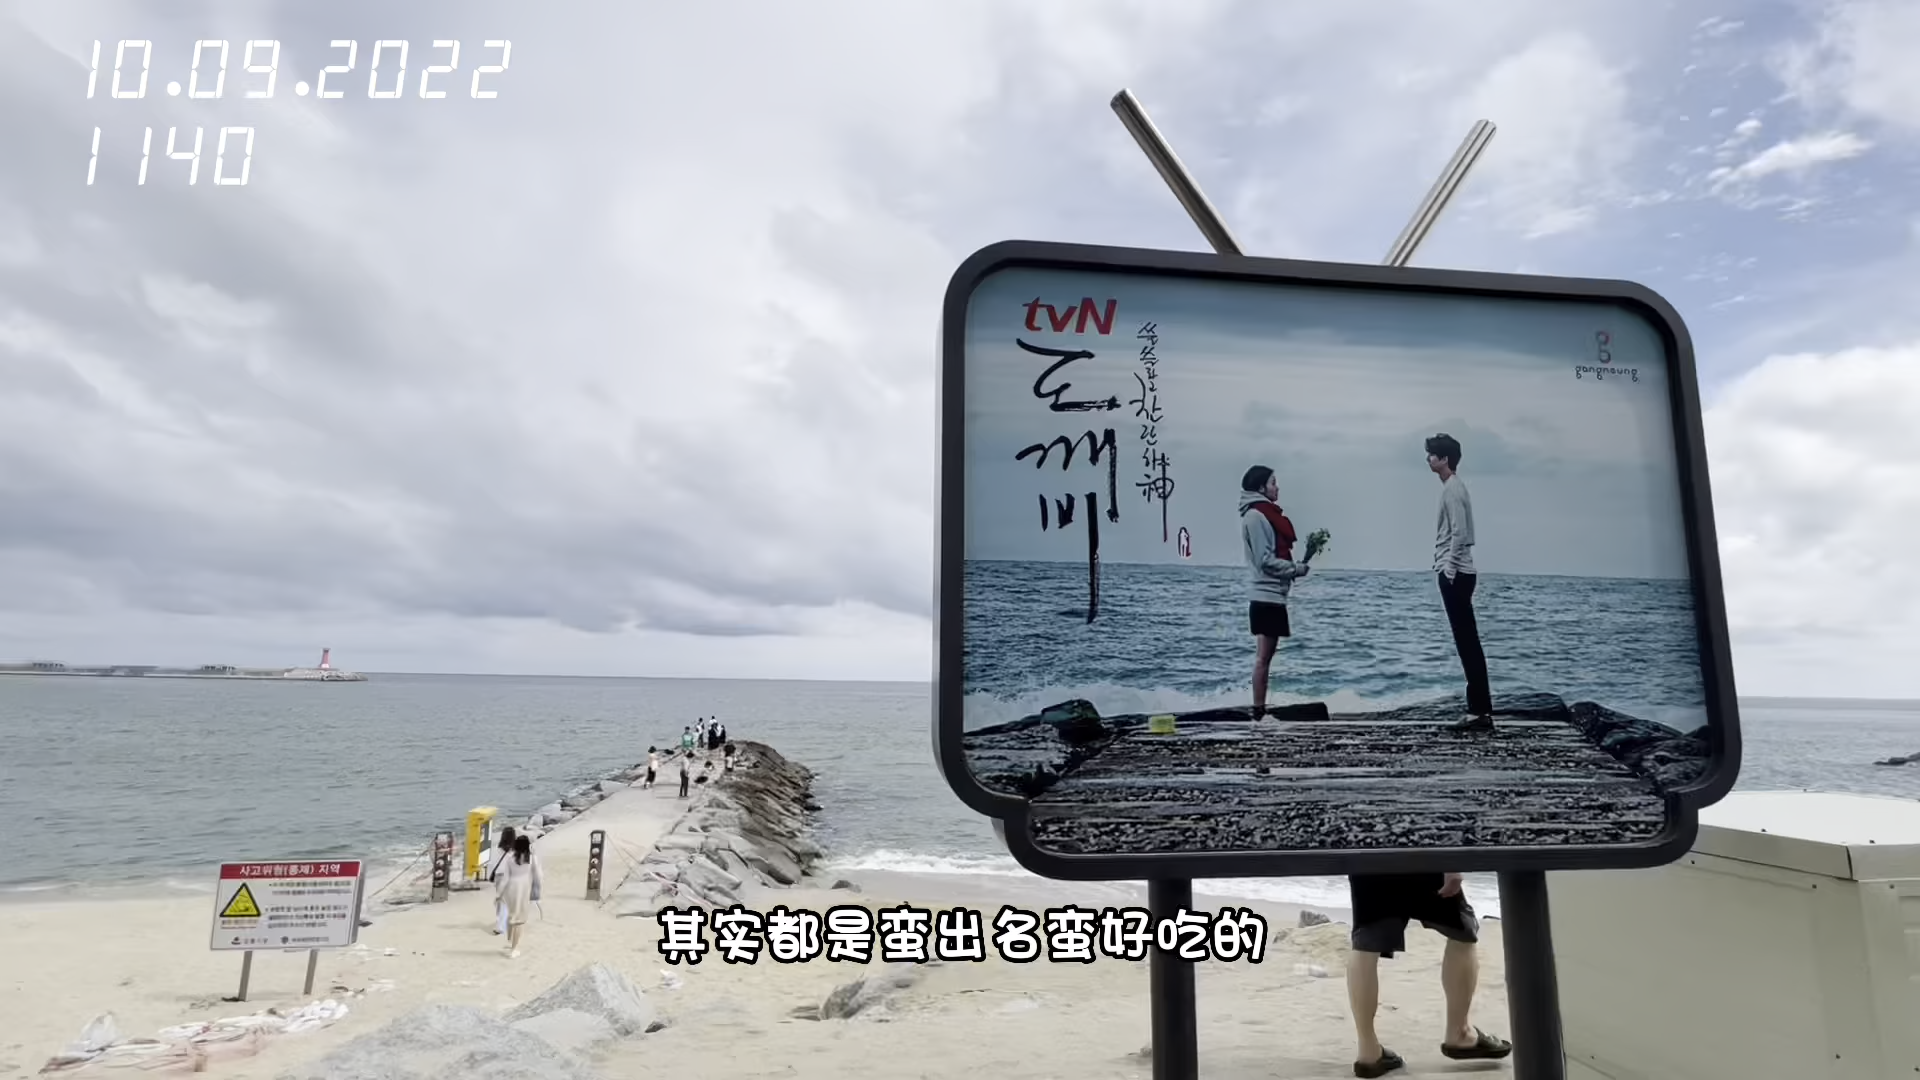 10.09.2022
1140
tvN
도깨비
쓸쓸하고 찬란하神
gangneung
사고위험(통제) 지역
其实都是蛮出名蛮好吃的